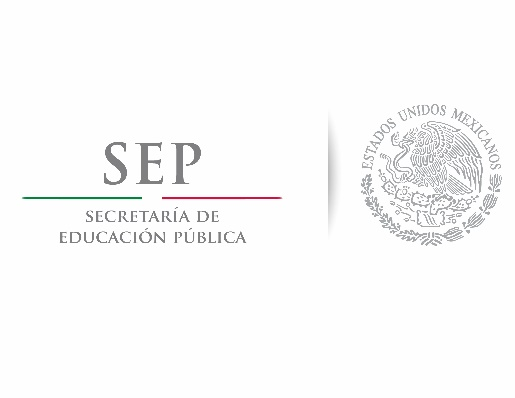 SEP
SECRETARÍA DE
EDUCACIÓN PÚBLICA
ESTADOS UNIDOS MEXICANOS